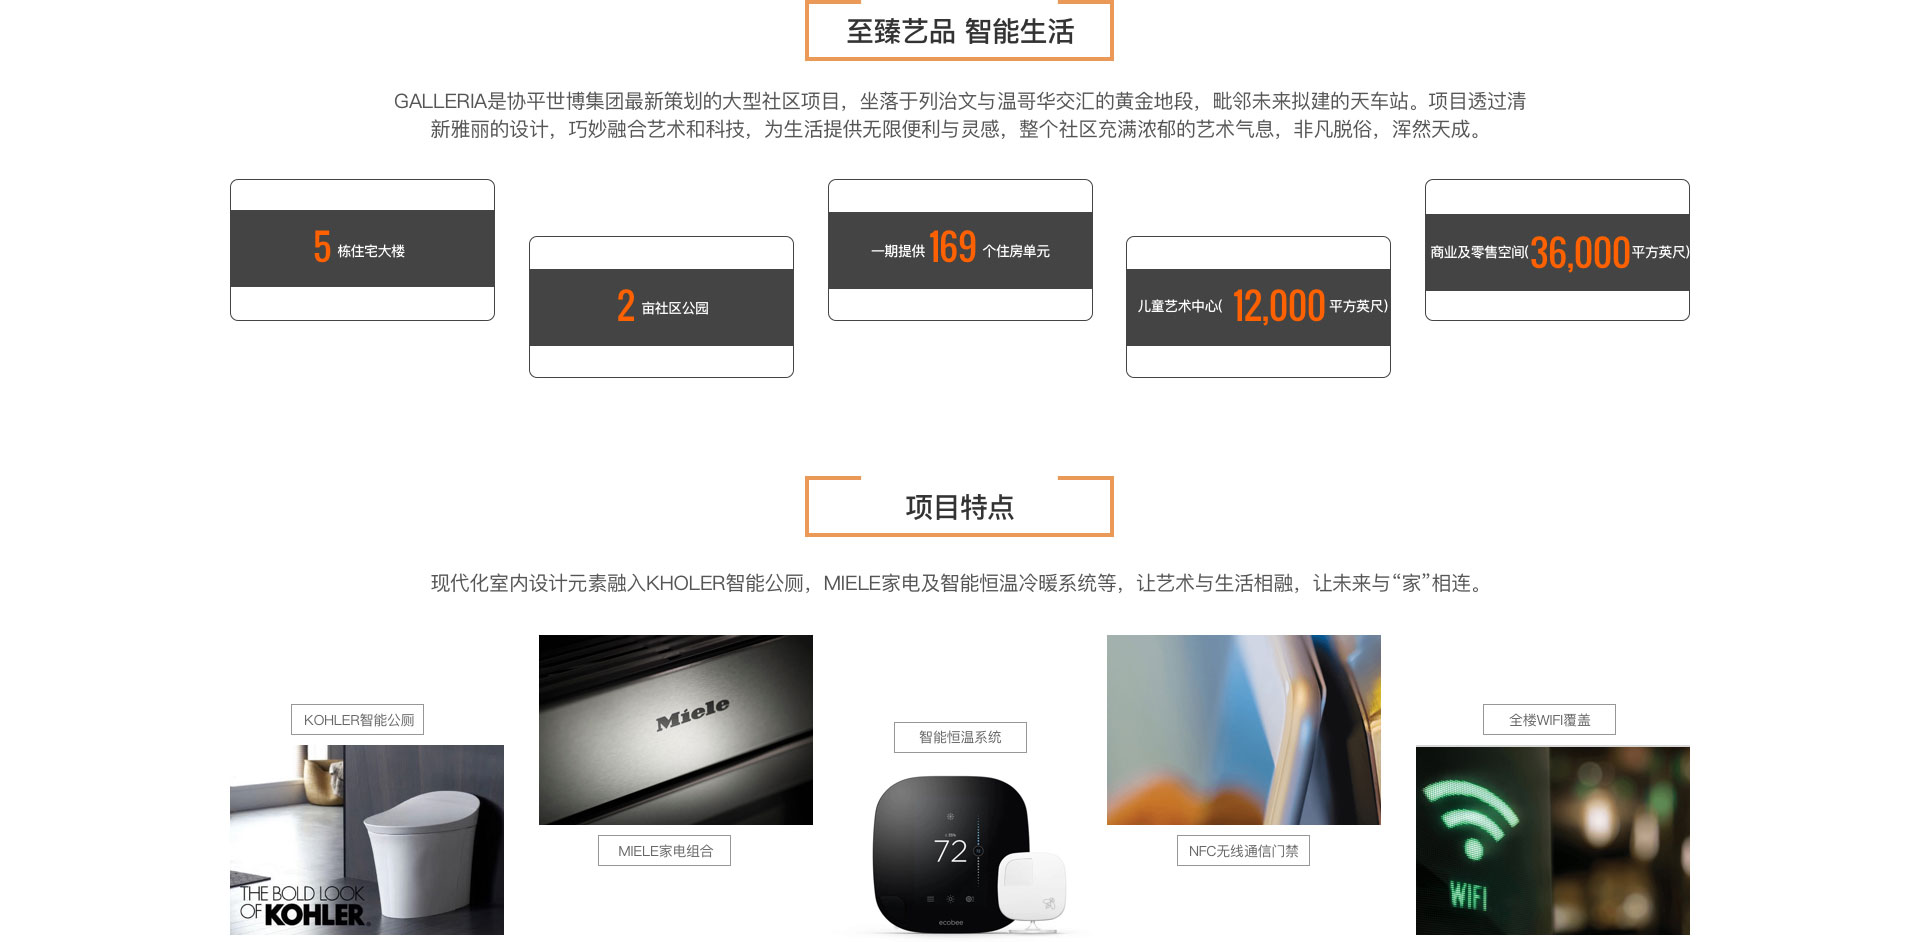 至臻艺品 智能生活
GALLERIA是协平世博集团最新策划的大型社区项目，坐落于列治文与温哥华交汇的黄金地段，毗邻未来拟建的天车站。项目透过清
新雅丽的设计，巧妙融合艺术和科技，为生活提供无限便利与灵感，整个社区充满浓郁的艺术气息，非凡脱俗，浑然天成。
5 栋住宅大楼
2 亩社区公园
一期提供 169 个住房单元
儿童艺术中心( 12,000 平方英尺)
商业及零售空间(36,000平方英尺)
项目特点
现代化室内设计元素融入KHOLER智能公厕，MIELE家电及智能恒温冷暖系统等，让艺术与生活相融，让未来与“家”相连。
KOHLER智能公厕
THE BOLD LOOK
OF KOHLER
Miele
MIELE家电组合
智能恒温系统
72
ecobee
NFC无线通信门禁
全楼WIFI覆盖
WIFI